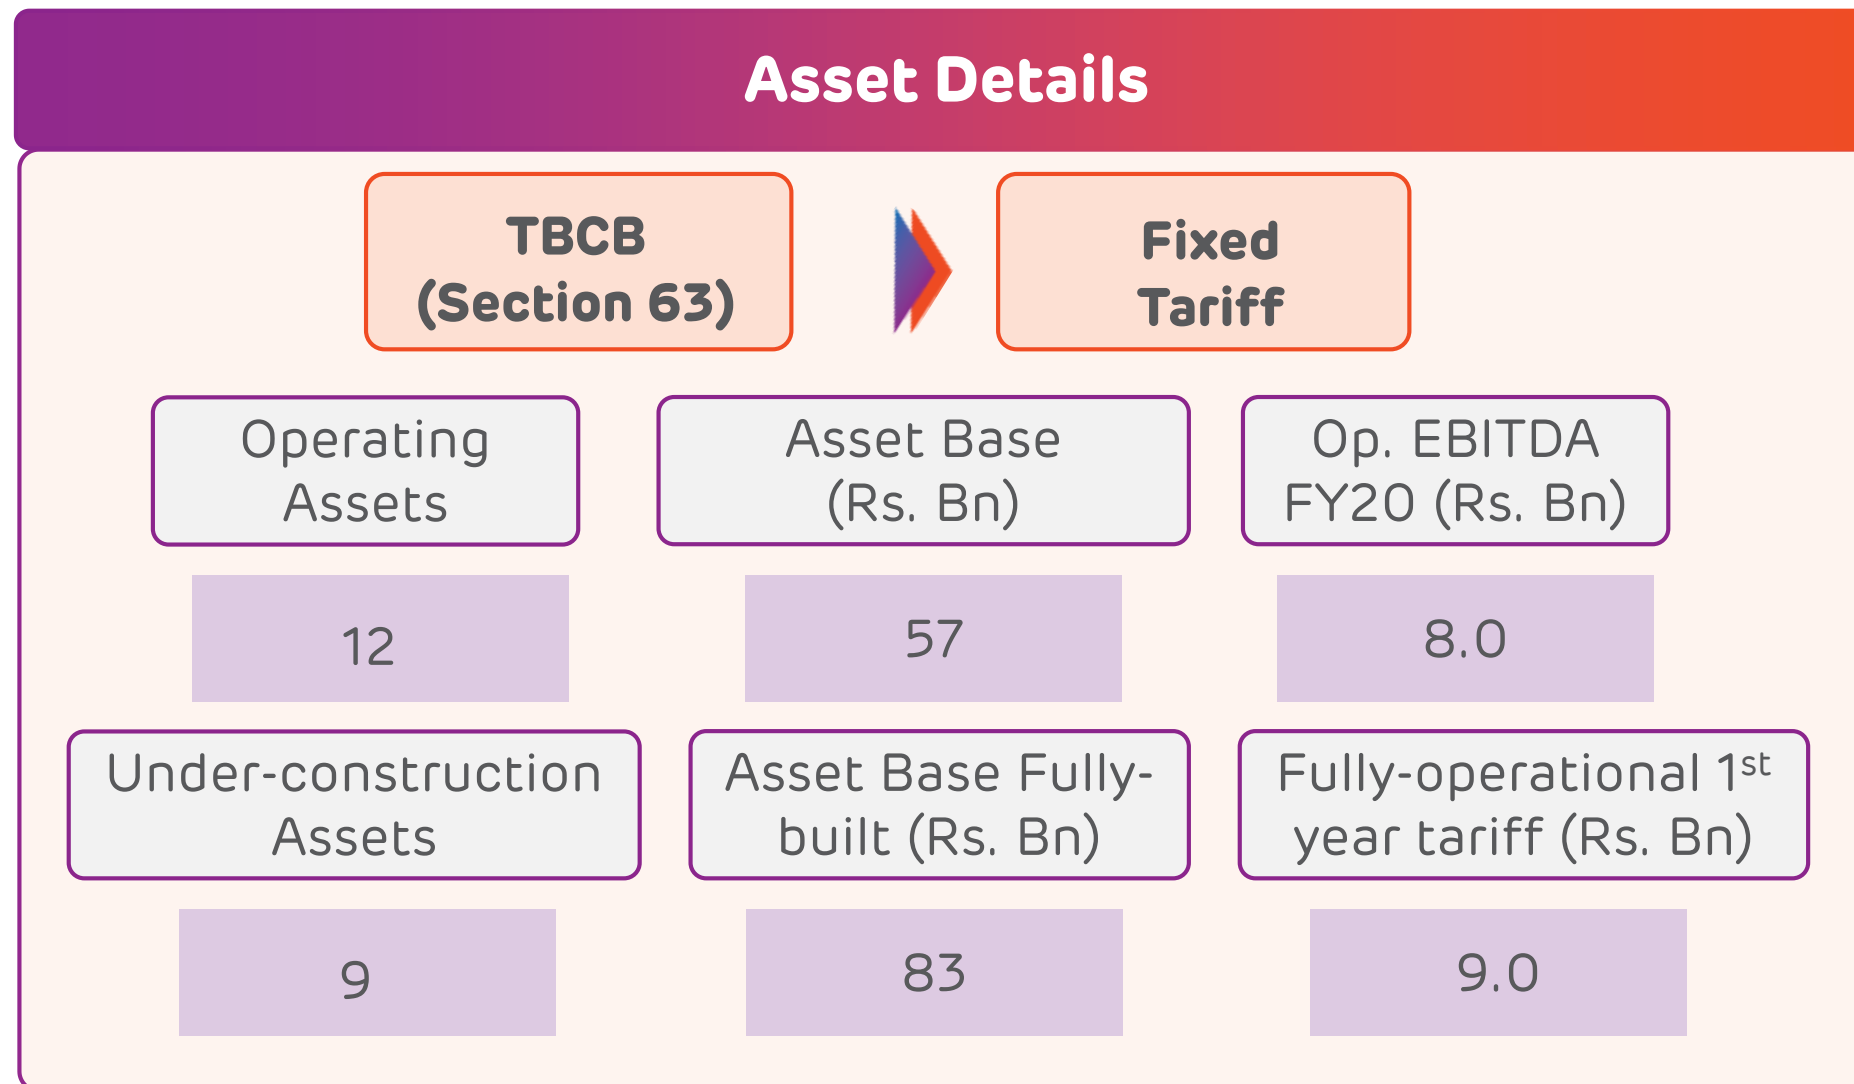 Asset Details
TBCB
(Section 63)
Fixed
Tariff
Operating
Assets
Asset Base
(Rs. Bn)
Op. EBITDA
FY20 (Rs. Bn)
12
57
8.0
Under-construction
Assets
Asset Base Fully-
built (Rs. Bn)
Fully-operational 1st
year tariff (Rs. Bn)
9
83
9.0